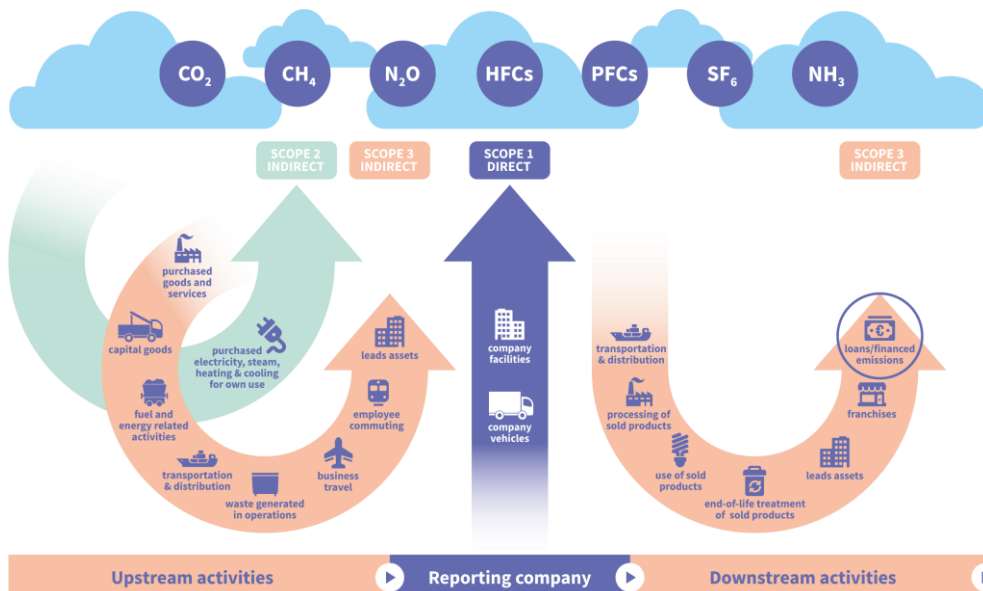 CO2
CH4
N2O
HFCs
PFCs
SF6
NH3
SCOPE 2
INDIRECT
SCOPE 3
INDIRECT
SCOPE 1
DIRECT
SCOPE 3
INDIRECT
purchased
goods and
services
capital goods
fuel and
energy related
activities
transportation
& distribution
waste generated
in operations
business
travel
employee
commuting
leads assets
purchased
electricity, steam,
heating & cooling
for own use
company
facilities
company
vehicles
transportation
& distribution
processing of
sold products
use of sold
products
end-of-life treatment
of sold products
leads assets
franchises
€
loans/financed
emissions
Upstream activities
Reporting company
Downstream activities